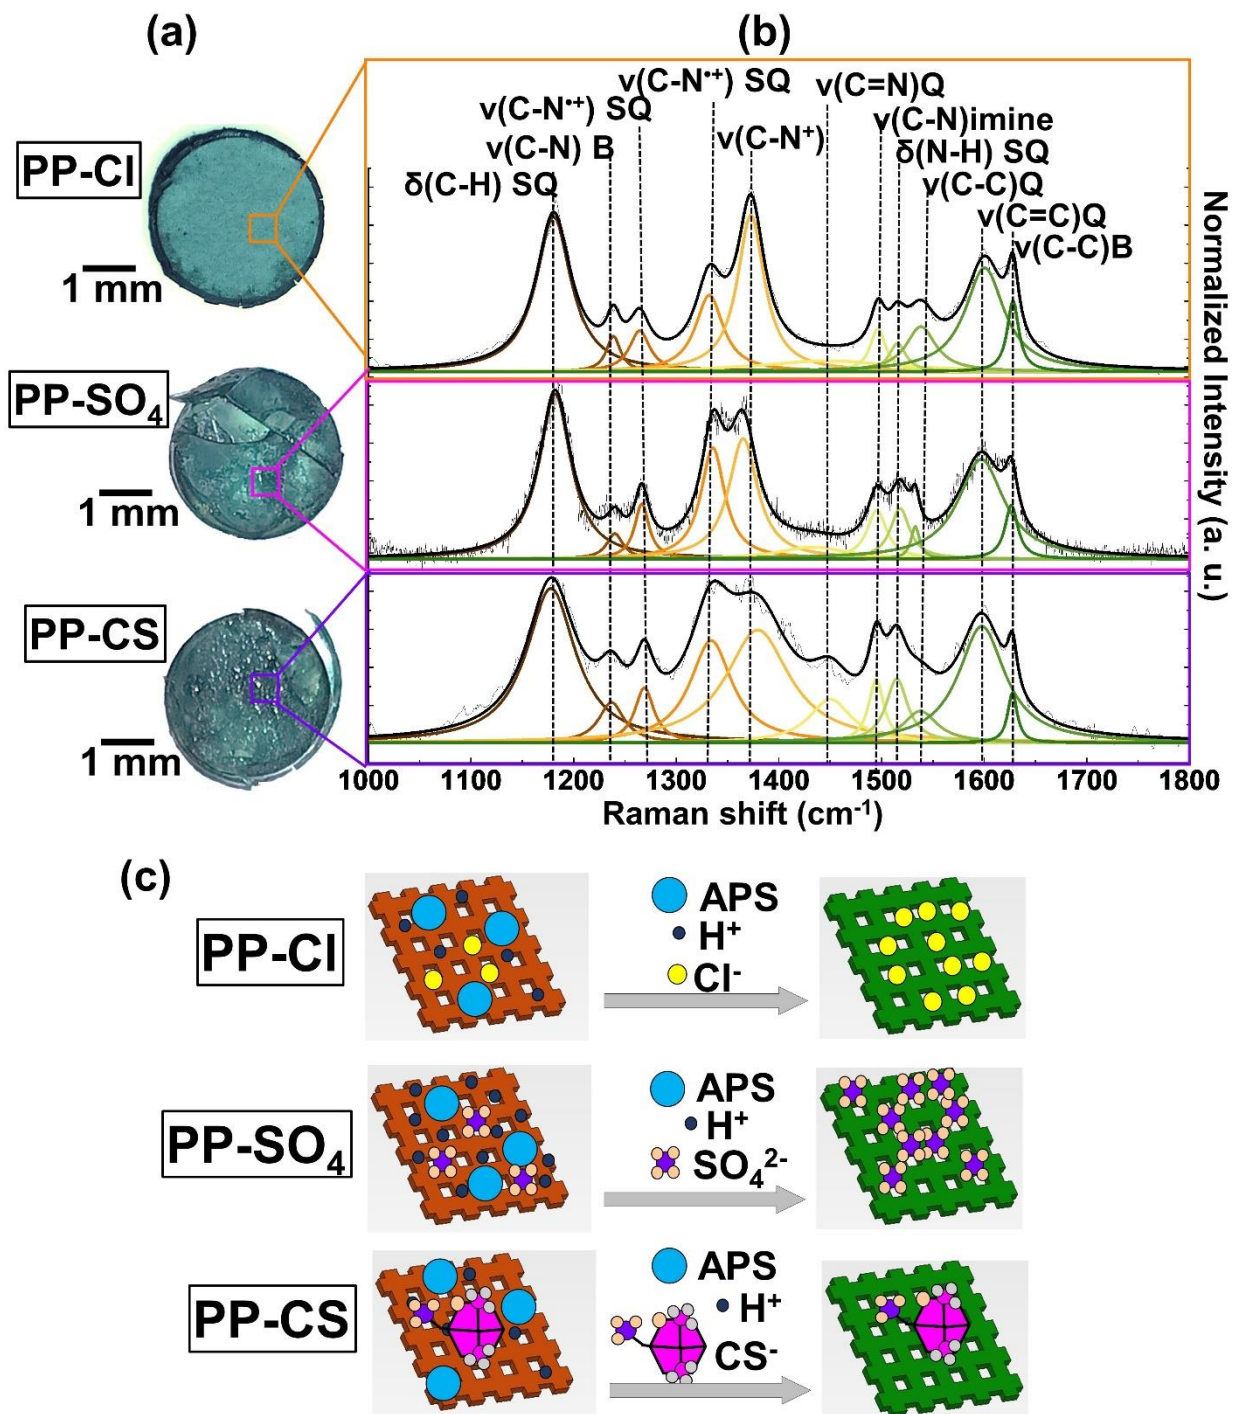 (a)
(b)
ν(C-N•+) SQ
ν(C=N)Q
ν(C-N•+) SQ
ν(C-N)imine
ν(C-N) B
ν(C-N+)
δ(N-H) SQ
δ(C-H) SQ
ν(C-C)Q
ν(C=C)Q
ν(C-C)B
PP-Cl
1 mm
PP-SO4
1 mm
PP-CS
1 mm
Normalized Intensity (a. u.)
1000 1100 1200 1300 1400 1500 1600 1700 1800
Raman shift (cm-1)
(c)
PP-Cl
APS
H+
Cl-
PP-SO4
APS
H+
SO42-
PP-CS
APS
H+
CS-